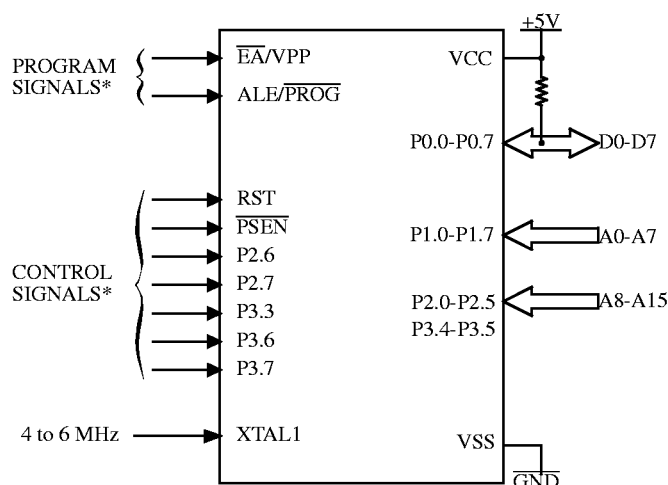 +5V
PROGRAM
SIGNALS*
EA/VPP
VCC
ALE/PROG
P0.0-P0.7
D0-D7
RST
PSEN
P1.0-P1.7
A0-A7
P2.6
CONTROL
SIGNALS*
P2.7
P2.0-P2.5
A8-A15
P3.3
P3.4-P3.5
P3.6
P3.7
4 to 6 MHz
XTAL1
VSS
GND